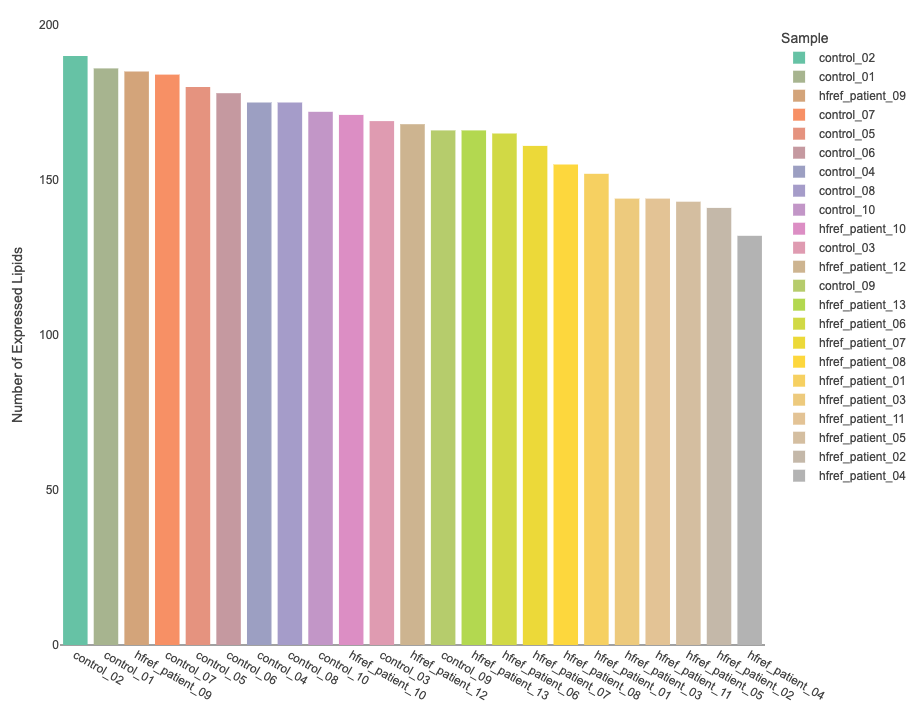 200
150
100
50
0
Number of Expressed Lipids
control_02
control_01
hfref_patient_09
control_07
control_05
control_06
control_04
control_08
control_10
hfref_patient_10
control_03
hfref_patient_12
control_09
hfref_patient_13
hfref_patient_06
hfref_patient_07
hfref_patient_08
hfref_patient_01
hfref_patient_03
hfref_patient_11
hfref_patient_05
hfref_patient_02
hfref_patient_04
Sample
control_02
control_01
hfref_patient_09
control_07
control_05
control_06
control_04
control_08
control_10
hfref_patient_10
control_03
hfref_patient_12
control_09
hfref_patient_13
hfref_patient_06
hfref_patient_07
hfref_patient_08
hfref_patient_01
hfref_patient_03
hfref_patient_11
hfref_patient_05
hfref_patient_02
hfref_patient_04